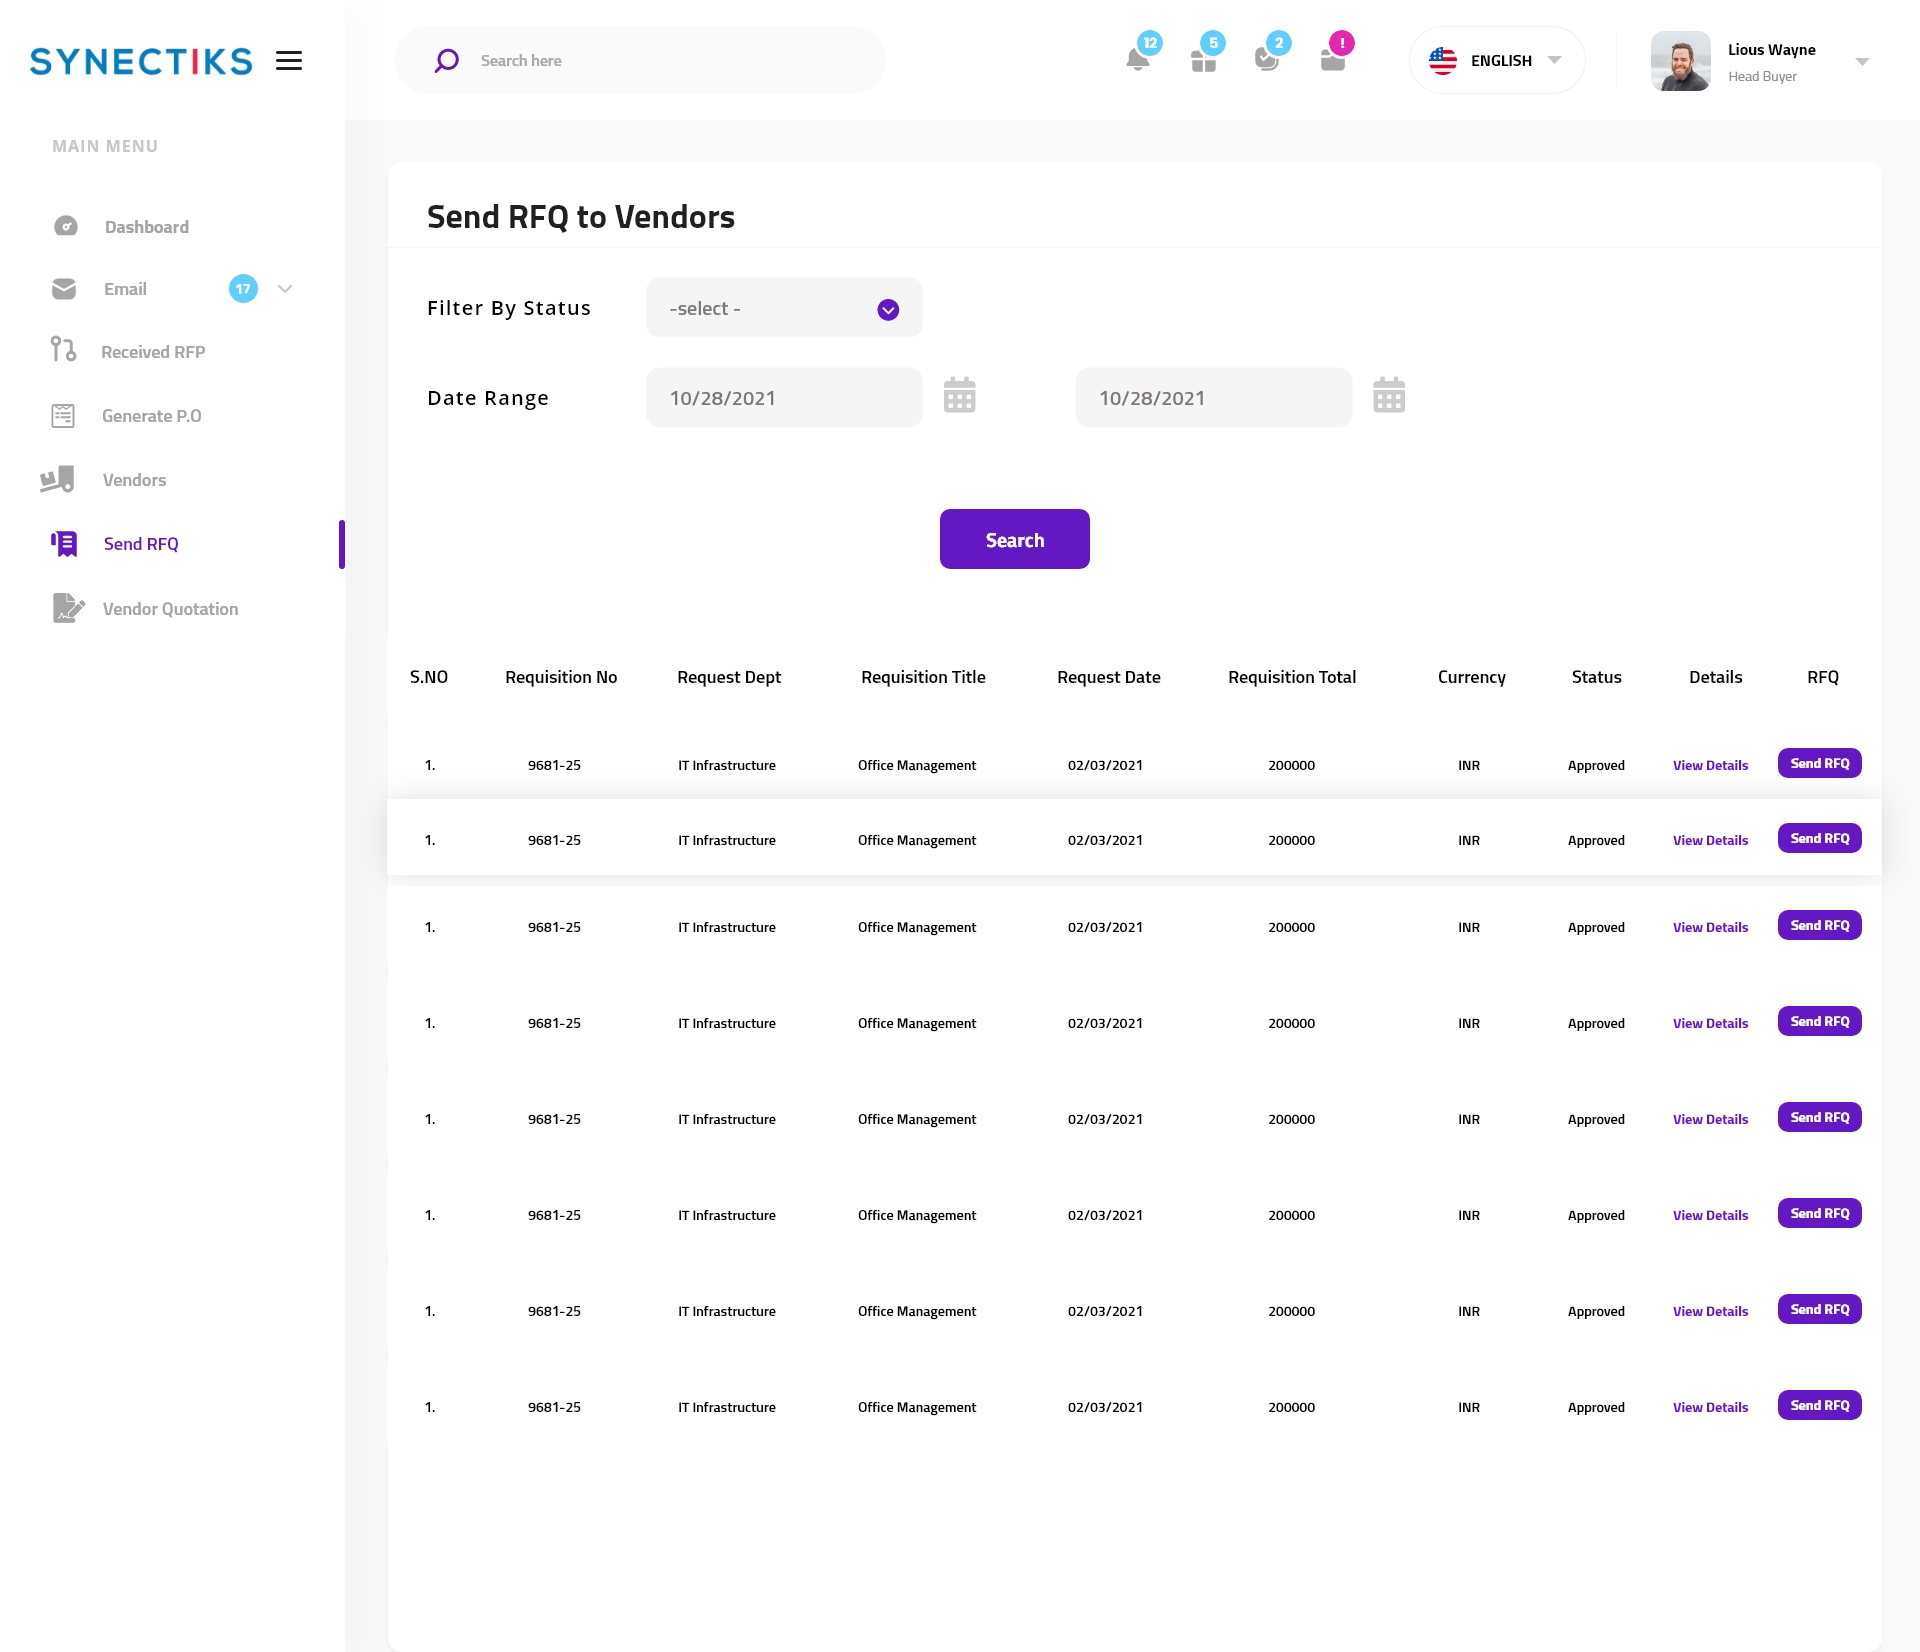 SYNECTIKS
Search here
12
5
2
!
ENGLISH
Lious Wayne
Head Buyer
MAIN MENU
Dashboard
Email 17
Received RFP
Generate P.O
Vendors
Send RFQ
Vendor Quotation
Send RFQ to Vendors
Filter By Status -select -
Date Range 10/28/2021 10/28/2021
Search
S.NO Requisition No Request Dept Requisition Title Request Date Requisition Total Currency Status Details RFQ
1. 9681-25 IT Infrastructure Office Management 02/03/2021 200000 INR Approved View Details Send RFQ
1. 9681-25 IT Infrastructure Office Management 02/03/2021 200000 INR Approved View Details Send RFQ
1. 9681-25 IT Infrastructure Office Management 02/03/2021 200000 INR Approved View Details Send RFQ
1. 9681-25 IT Infrastructure Office Management 02/03/2021 200000 INR Approved View Details Send RFQ
1. 9681-25 IT Infrastructure Office Management 02/03/2021 200000 INR Approved View Details Send RFQ
1. 9681-25 IT Infrastructure Office Management 02/03/2021 200000 INR Approved View Details Send RFQ
1. 9681-25 IT Infrastructure Office Management 02/03/2021 200000 INR Approved View Details Send RFQ
1. 9681-25 IT Infrastructure Office Management 02/03/2021 200000 INR Approved View Details Send RFQ